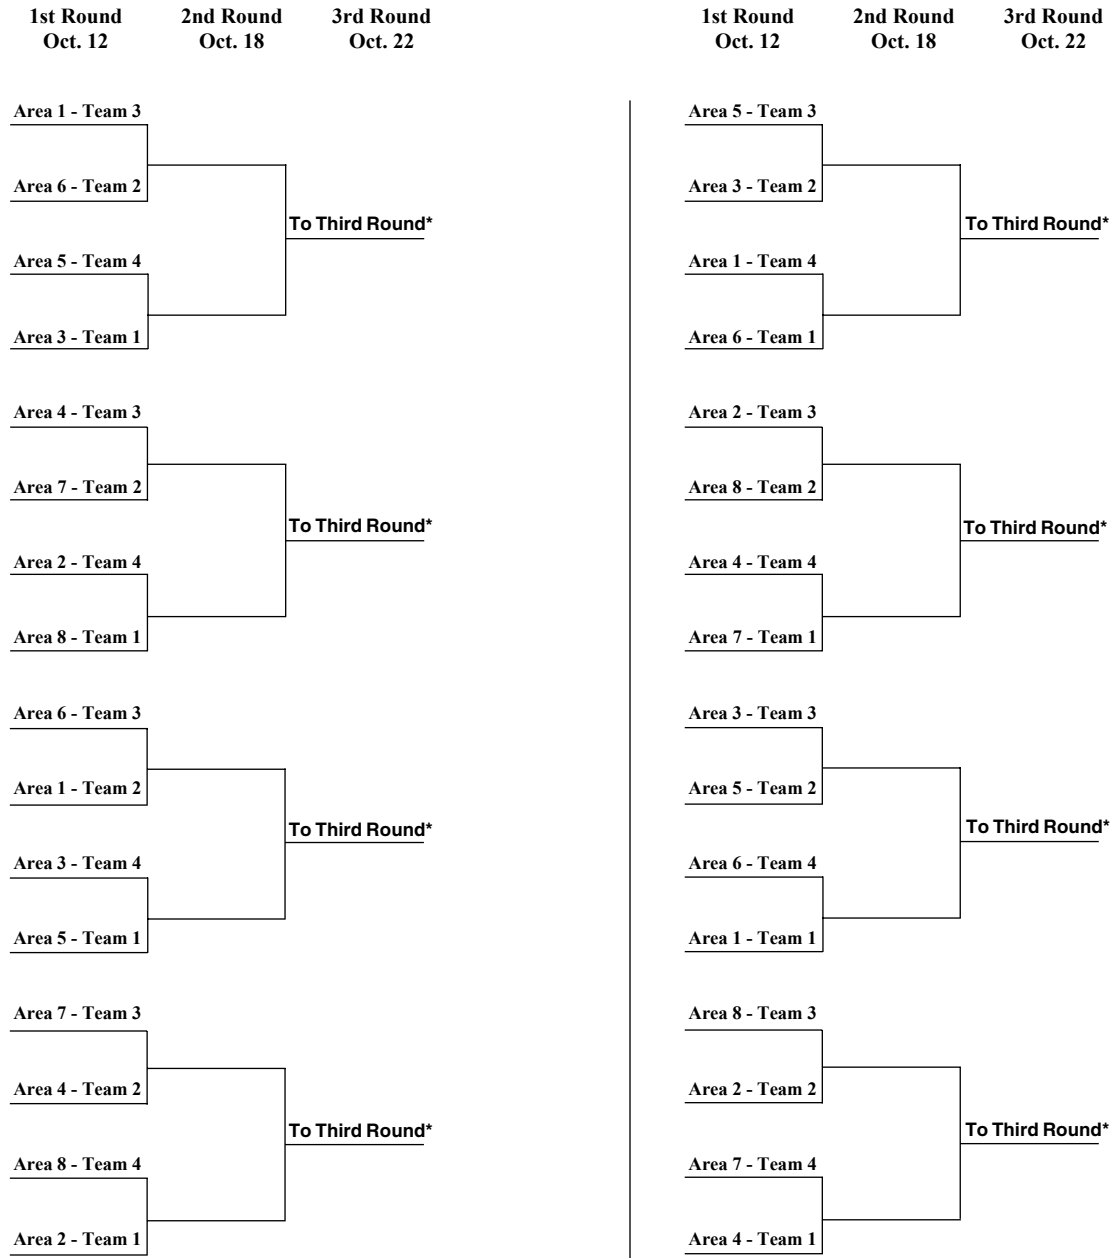 1st Round 2nd Round 3rd Round
Oct. 12 Oct. 18 Oct. 22
Area 1 - Team 3
Area 6 - Team 2
To Third Round*
Area 5 - Team 4
Area 3 - Team 1
Area 4 - Team 3
Area 7 - Team 2
To Third Round*
Area 2 - Team 4
Area 8 - Team 1
Area 6 - Team 3
Area 1 - Team 2
To Third Round*
Area 3 - Team 4
Area 5 - Team 1
Area 7 - Team 3
Area 4 - Team 2
To Third Round*
Area 8 - Team 4
Area 2 - Team 1
1st Round 2nd Round 3rd Round
Oct. 12 Oct. 18 Oct. 22
Area 5 - Team 3
Area 3 - Team 2
To Third Round*
Area 1 - Team 4
Area 6 - Team 1
Area 2 - Team 3
Area 8 - Team 2
To Third Round*
Area 4 - Team 4
Area 7 - Team 1
Area 3 - Team 3
Area 5 - Team 2
To Third Round*
Area 6 - Team 4
Area 1 - Team 1
Area 8 - Team 3
Area 2 - Team 2
To Third Round*
Area 7 - Team 4
Area 4 - Team 1